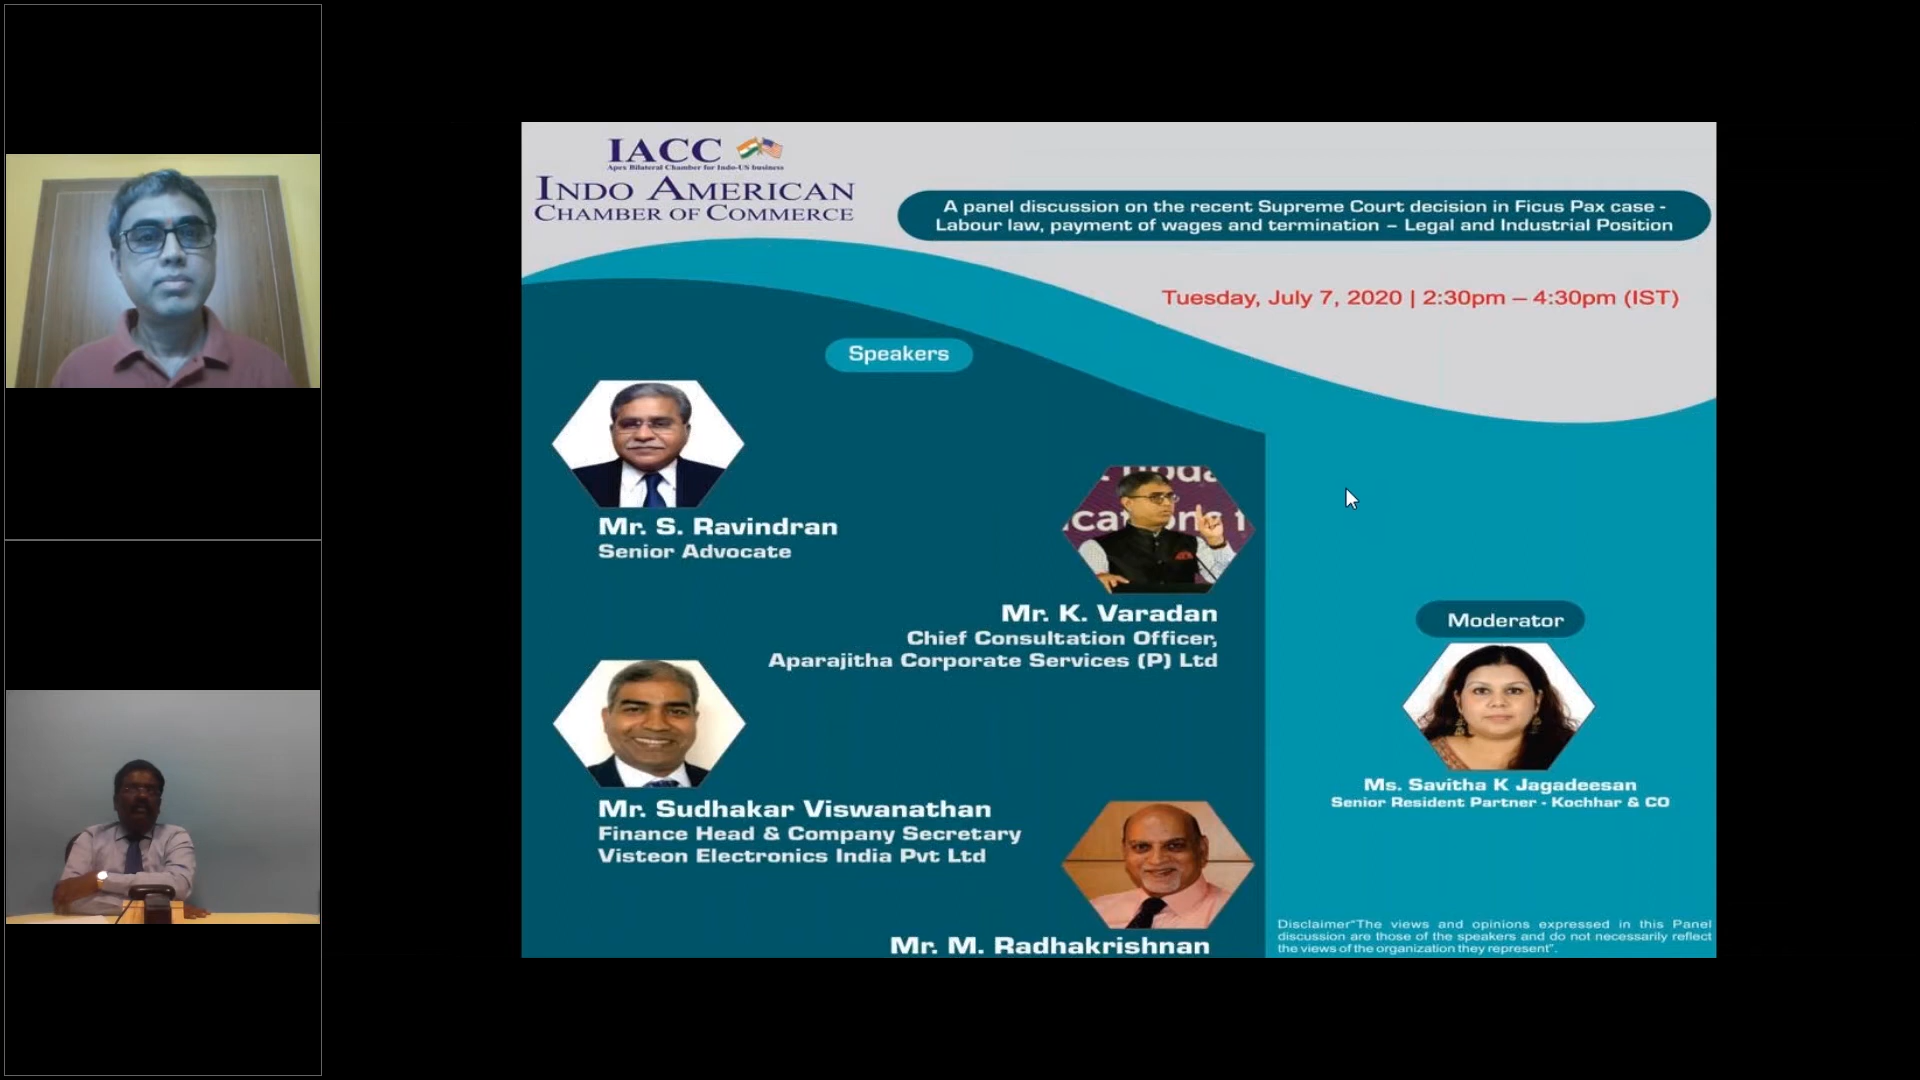 IACC
Apex Bilateral Chamber for Indo-US business
INDO AMERICAN
CHAMBER OF COMMERCE
A panel discussion on the recent Supreme Court decision in Ficus Pax case -
Labour law, payment of wages and termination – Legal and Industrial Position
Tuesday, July 7, 2020 | 2:30pm – 4:30pm (IST)
Speakers
Mr. S. Ravindran
Senior Advocate
Mr. K. Varadan
Chief Consultation Officer,
Aparajitha Corporate Services (P) Ltd
Mr. Sudhakar Viswanathan
Finance Head & Company Secretary
Visteon Electronics India Pvt Ltd
Mr. M. Radhakrishnan
Moderator
Ms. Savitha K Jagadeesan
Senior Resident Partner - Kochhar & CO
Disclaimer"The views and opinions expressed in this Panel
discussion are those of the speakers and do not necessarily reflect
the views of the organization they represent".